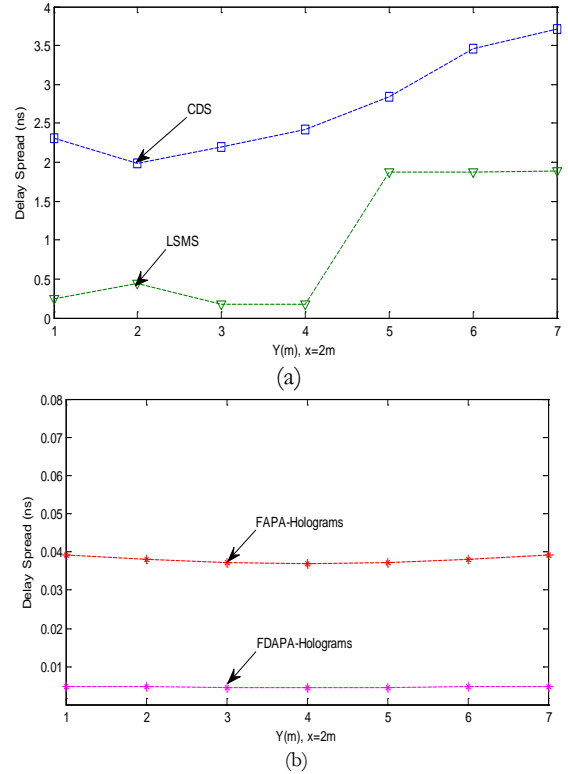 4
3.5
3
2.5
2
1.5
1
0.5
0
Delay Spread (ns)
CDS
LSMS
1 2 3 4 5 6 7
Y(m), x=2m
(a)
0.08
0.07
0.06
0.05
0.04
0.03
0.02
0.01
Delay Spread (ns)
FAPA-Holograms
FDAPA-Holograms
1 2 3 4 5 6 7
Y(m), x=2m
(b)